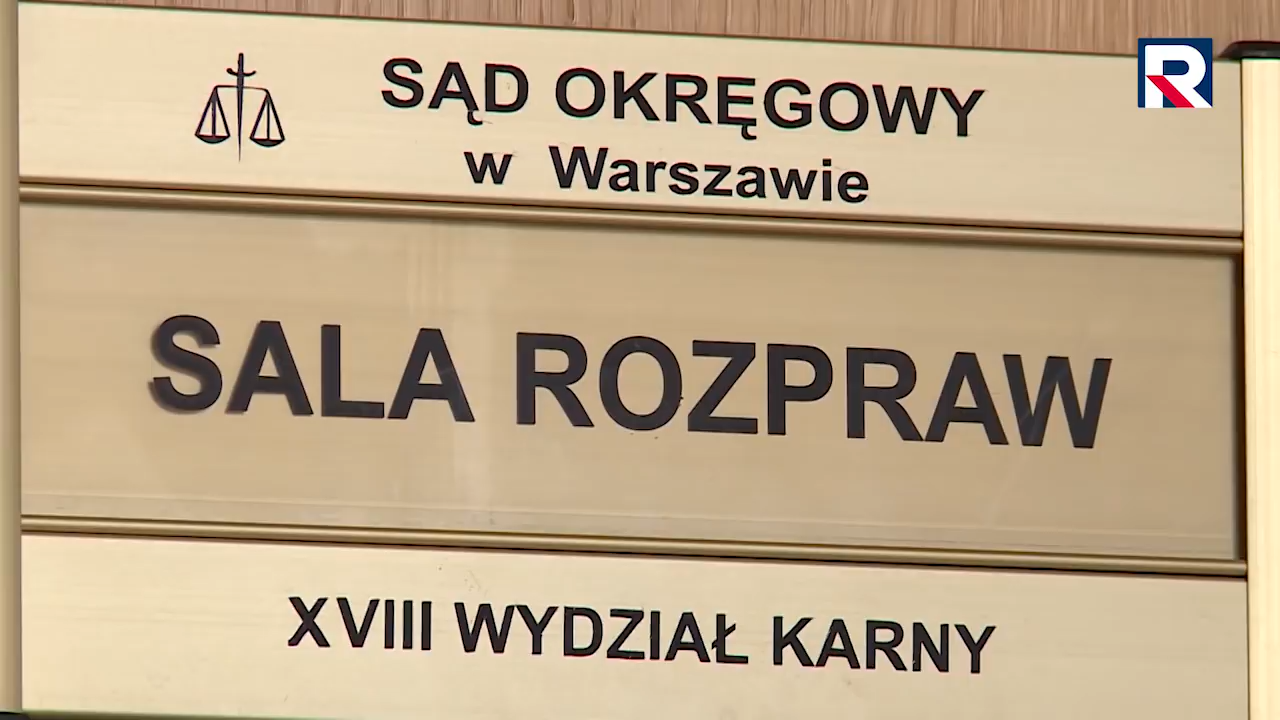 SĄD OKRĘGOWY
w Warszawie
SALA ROZPRAW
XVIII WYDZIAŁ KARNY
R